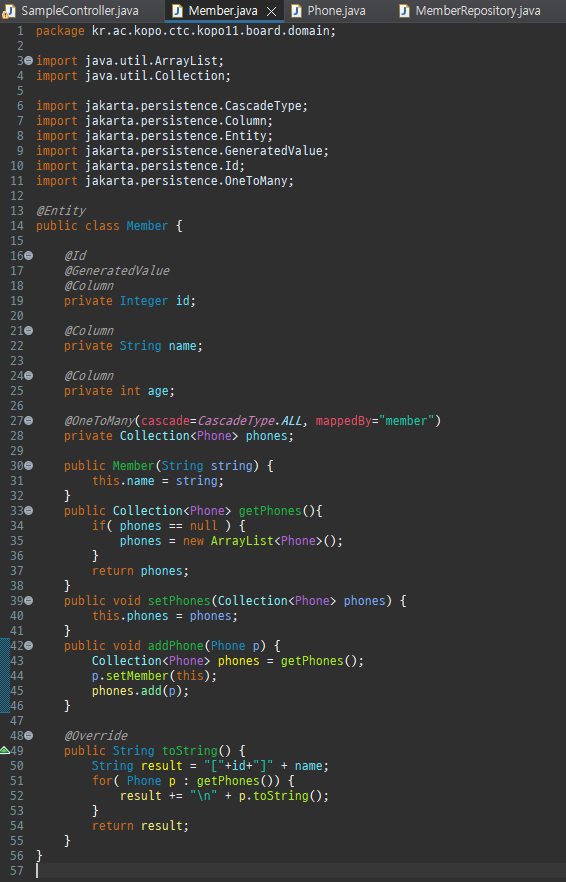 SampleController.java Member.java Phone.java MemberRepository.java
1 package kr.ac.kopo.ctc.kopo11.board.domain;
2
3 import java.util.ArrayList;
4 import java.util.Collection;
5
6 import jakarta.persistence.CascadeType;
7 import jakarta.persistence.Column;
8 import jakarta.persistence.Entity;
9 import jakarta.persistence.GeneratedValue;
10 import jakarta.persistence.Id;
11 import jakarta.persistence.OneToMany;
12
13 @Entity
14 public class Member {
15
16 @Id
17 @GeneratedValue
18 @Column
19 private Integer id;
20
21 @Column
22 private String name;
23
24 @Column
25 private int age;
26
27 @OneToMany(cascade=CascadeType.ALL, mappedBy="member")
28 private Collection<Phone> phones;
29
30 public Member(String string) {
31 this.name = string;
32 }
33 public Collection<Phone> getPhones(){
34 if( phones == null ) {
35 phones = new ArrayList<Phone>();
36 }
37 return phones;
38 }
39 public void setPhones(Collection<Phone> phones) {
40 this.phones = phones;
41 }
42 public void addPhone(Phone p) {
43 Collection<Phone> phones = getPhones();
44 p.setMember(this);
45 phones.add(p);
46 }
47
48 @Override
49 public String toString() {
50 String result = "["+id+"]" + name;
51 for( Phone p : getPhones()) {
52 result += "\n" + p.toString();
53 }
54 return result;
55 }
56 }
57